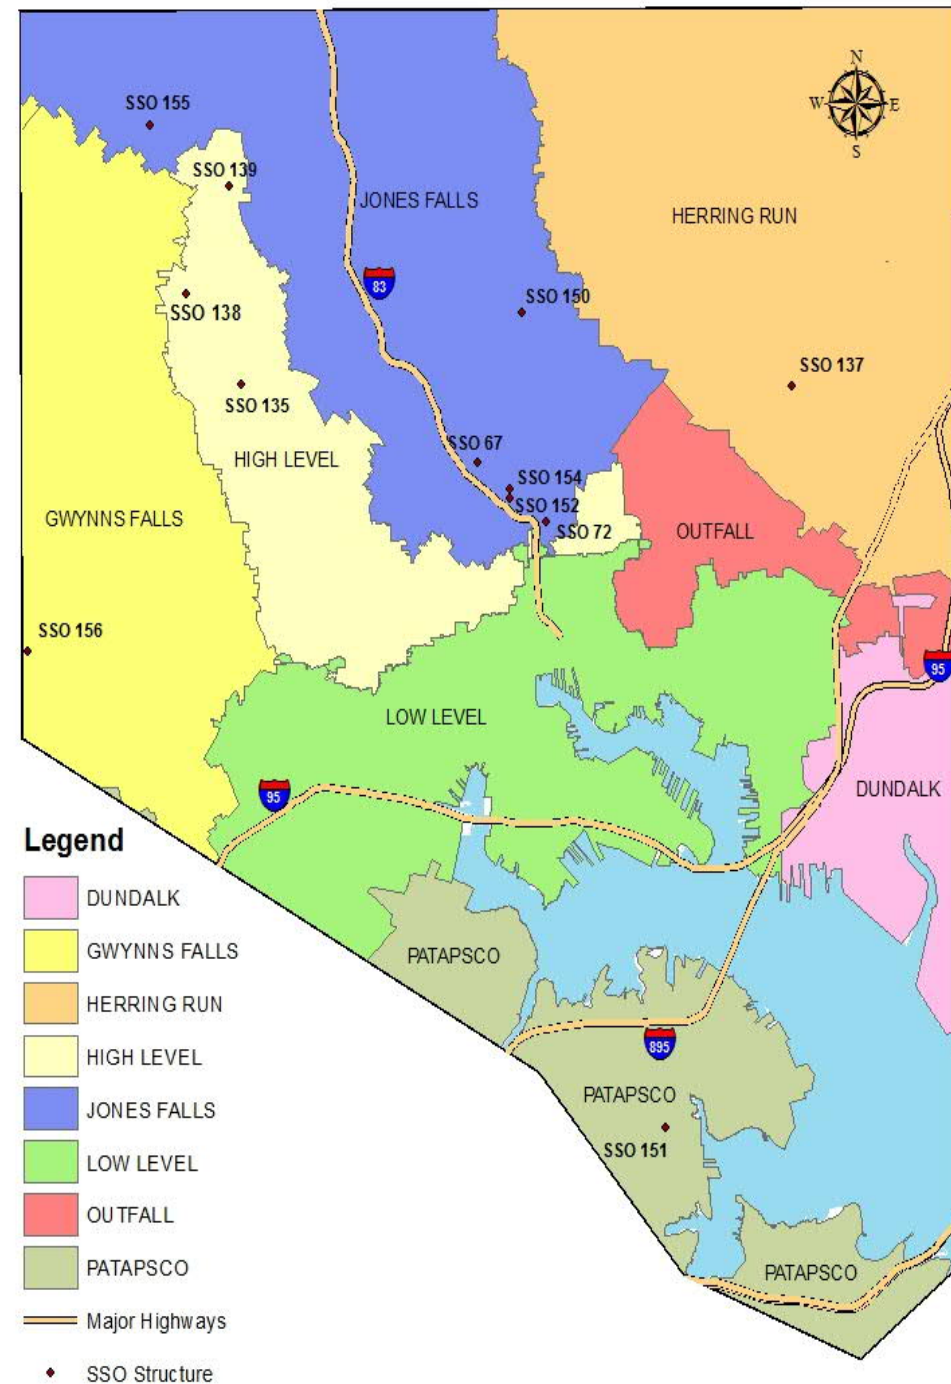 N
W
E
S
SSO 155
SSO 139
JONES FALLS
HERRING RUN
83
SSO 150
SSO 138
SSO 137
SSO 135
SSO 67
HIGH LEVEL
SSO 154
SSO 152
GWYNNS FALLS
SSO 72
OUTFALL
SSO 156
95
LOW LEVEL
95
DUNDALK
PATAPSCO
895
PATAPSCO
SSO 151
PATAPSCO
Legend
DUNDALK
GWYNNS FALLS
HERRING RUN
HIGH LEVEL
JONES FALLS
LOW LEVEL
OUTFALL
PATAPSCO
Major Highways
SSO Structure